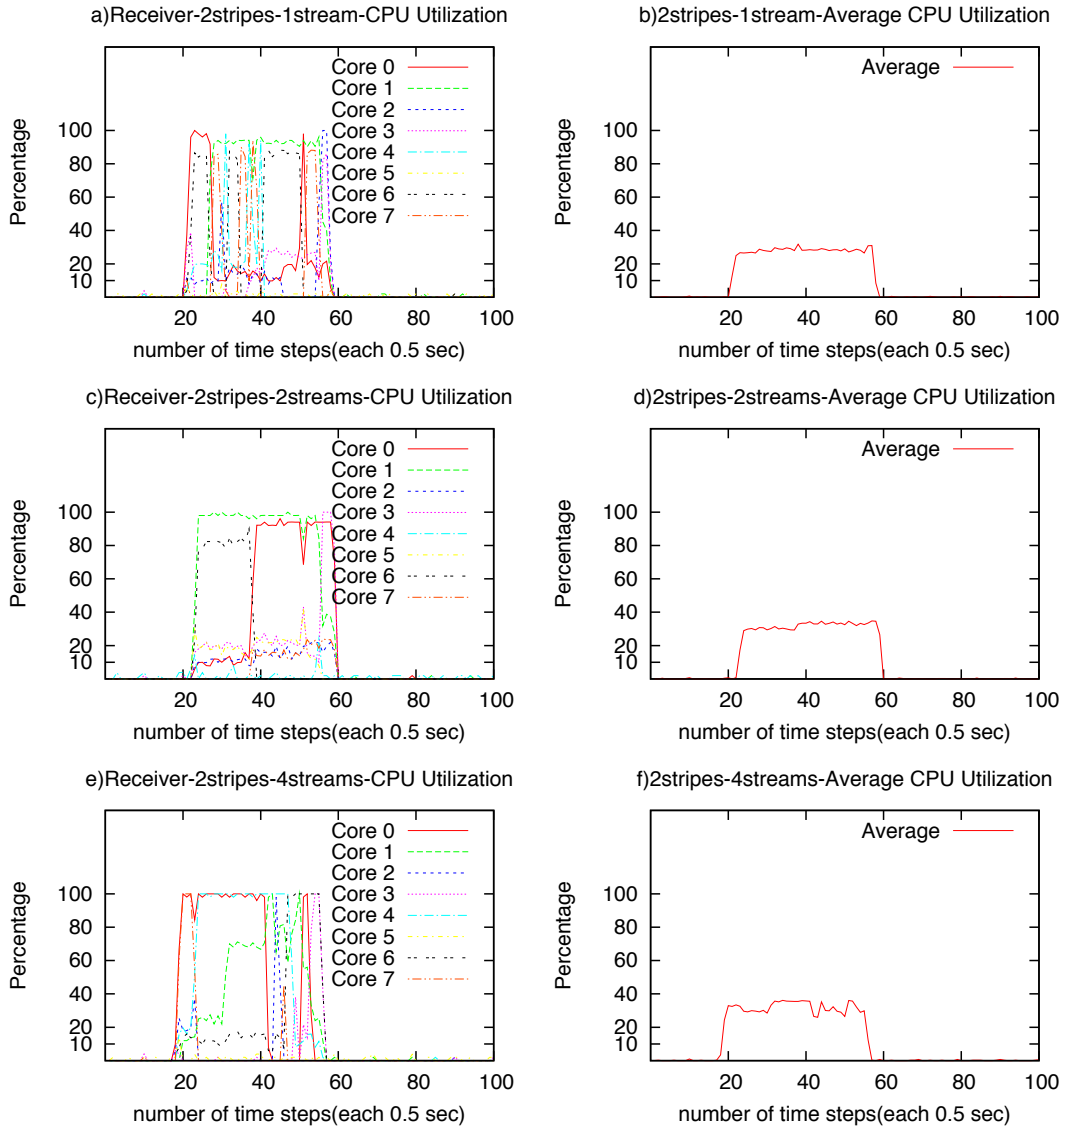 a)Receiver-2stripes-1stream-CPU Utilization
Percentage
100
80
60
40
20
10
Core 0
Core 1
Core 2
Core 3
Core 4
Core 5
Core 6
Core 7
20 40 60 80 100
number of time steps(each 0.5 sec)
b)2stripes-1stream-Average CPU Utilization
Percentage
100
80
60
40
20
10
Average
20 40 60 80 100
number of time steps(each 0.5 sec)
c)Receiver-2stripes-2streams-CPU Utilization
Percentage
100
80
60
40
20
10
Core 0
Core 1
Core 2
Core 3
Core 4
Core 5
Core 6
Core 7
20 40 60 80 100
number of time steps(each 0.5 sec)
d)2stripes-2streams-Average CPU Utilization
Percentage
100
80
60
40
20
10
Average
20 40 60 80 100
number of time steps(each 0.5 sec)
e)Receiver-2stripes-4streams-CPU Utilization
Percentage
100
80
60
40
20
10
Core 0
Core 1
Core 2
Core 3
Core 4
Core 5
Core 6
Core 7
20 40 60 80 100
number of time steps(each 0.5 sec)
f)2stripes-4streams-Average CPU Utilization
Percentage
100
80
60
40
20
10
Average
20 40 60 80 100
number of time steps(each 0.5 sec)